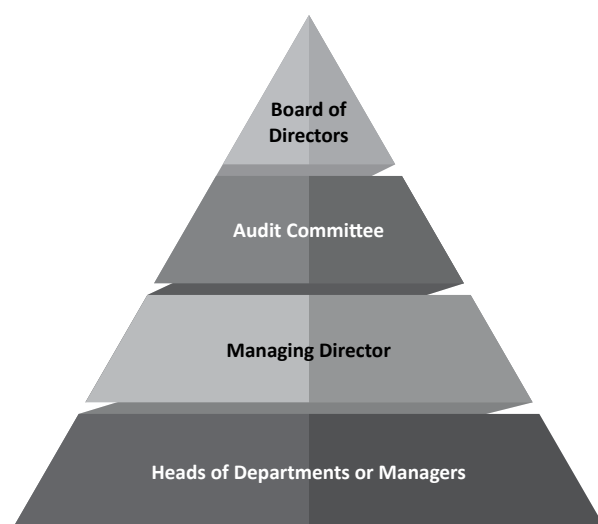 Board of
Directors
Audit Committee
Managing Director
Heads of Departments or Managers